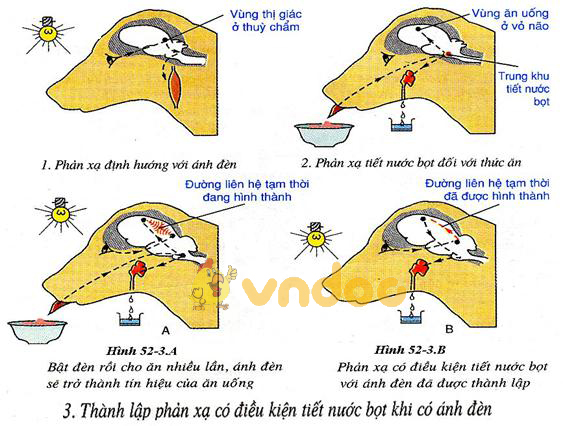 Vùng thị giác
ở thuỳ chẩm
Vùng ăn uống
ở vỏ não
Trung khu
tiết nước
bọt
1. Phản xạ định hướng với ánh đèn
2. Phản xạ tiết nước bọt đối với thức ăn
Đường liên hệ tạm thời
đang hình thành
Đường liên hệ tạm thời
đã được hình thành
vndoc
A
B
Hình 52-3.A
Hình 52-3.B
Bật đèn rồi cho ăn nhiều lần, ánh đèn
sẽ trở thành tín hiệu của ăn uống
Phản xạ có điều kiện tiết nước bọt
với ánh đèn đã được thành lập
3. Thành lập phản xạ có điều kiện tiết nước bọt khi có ánh đèn